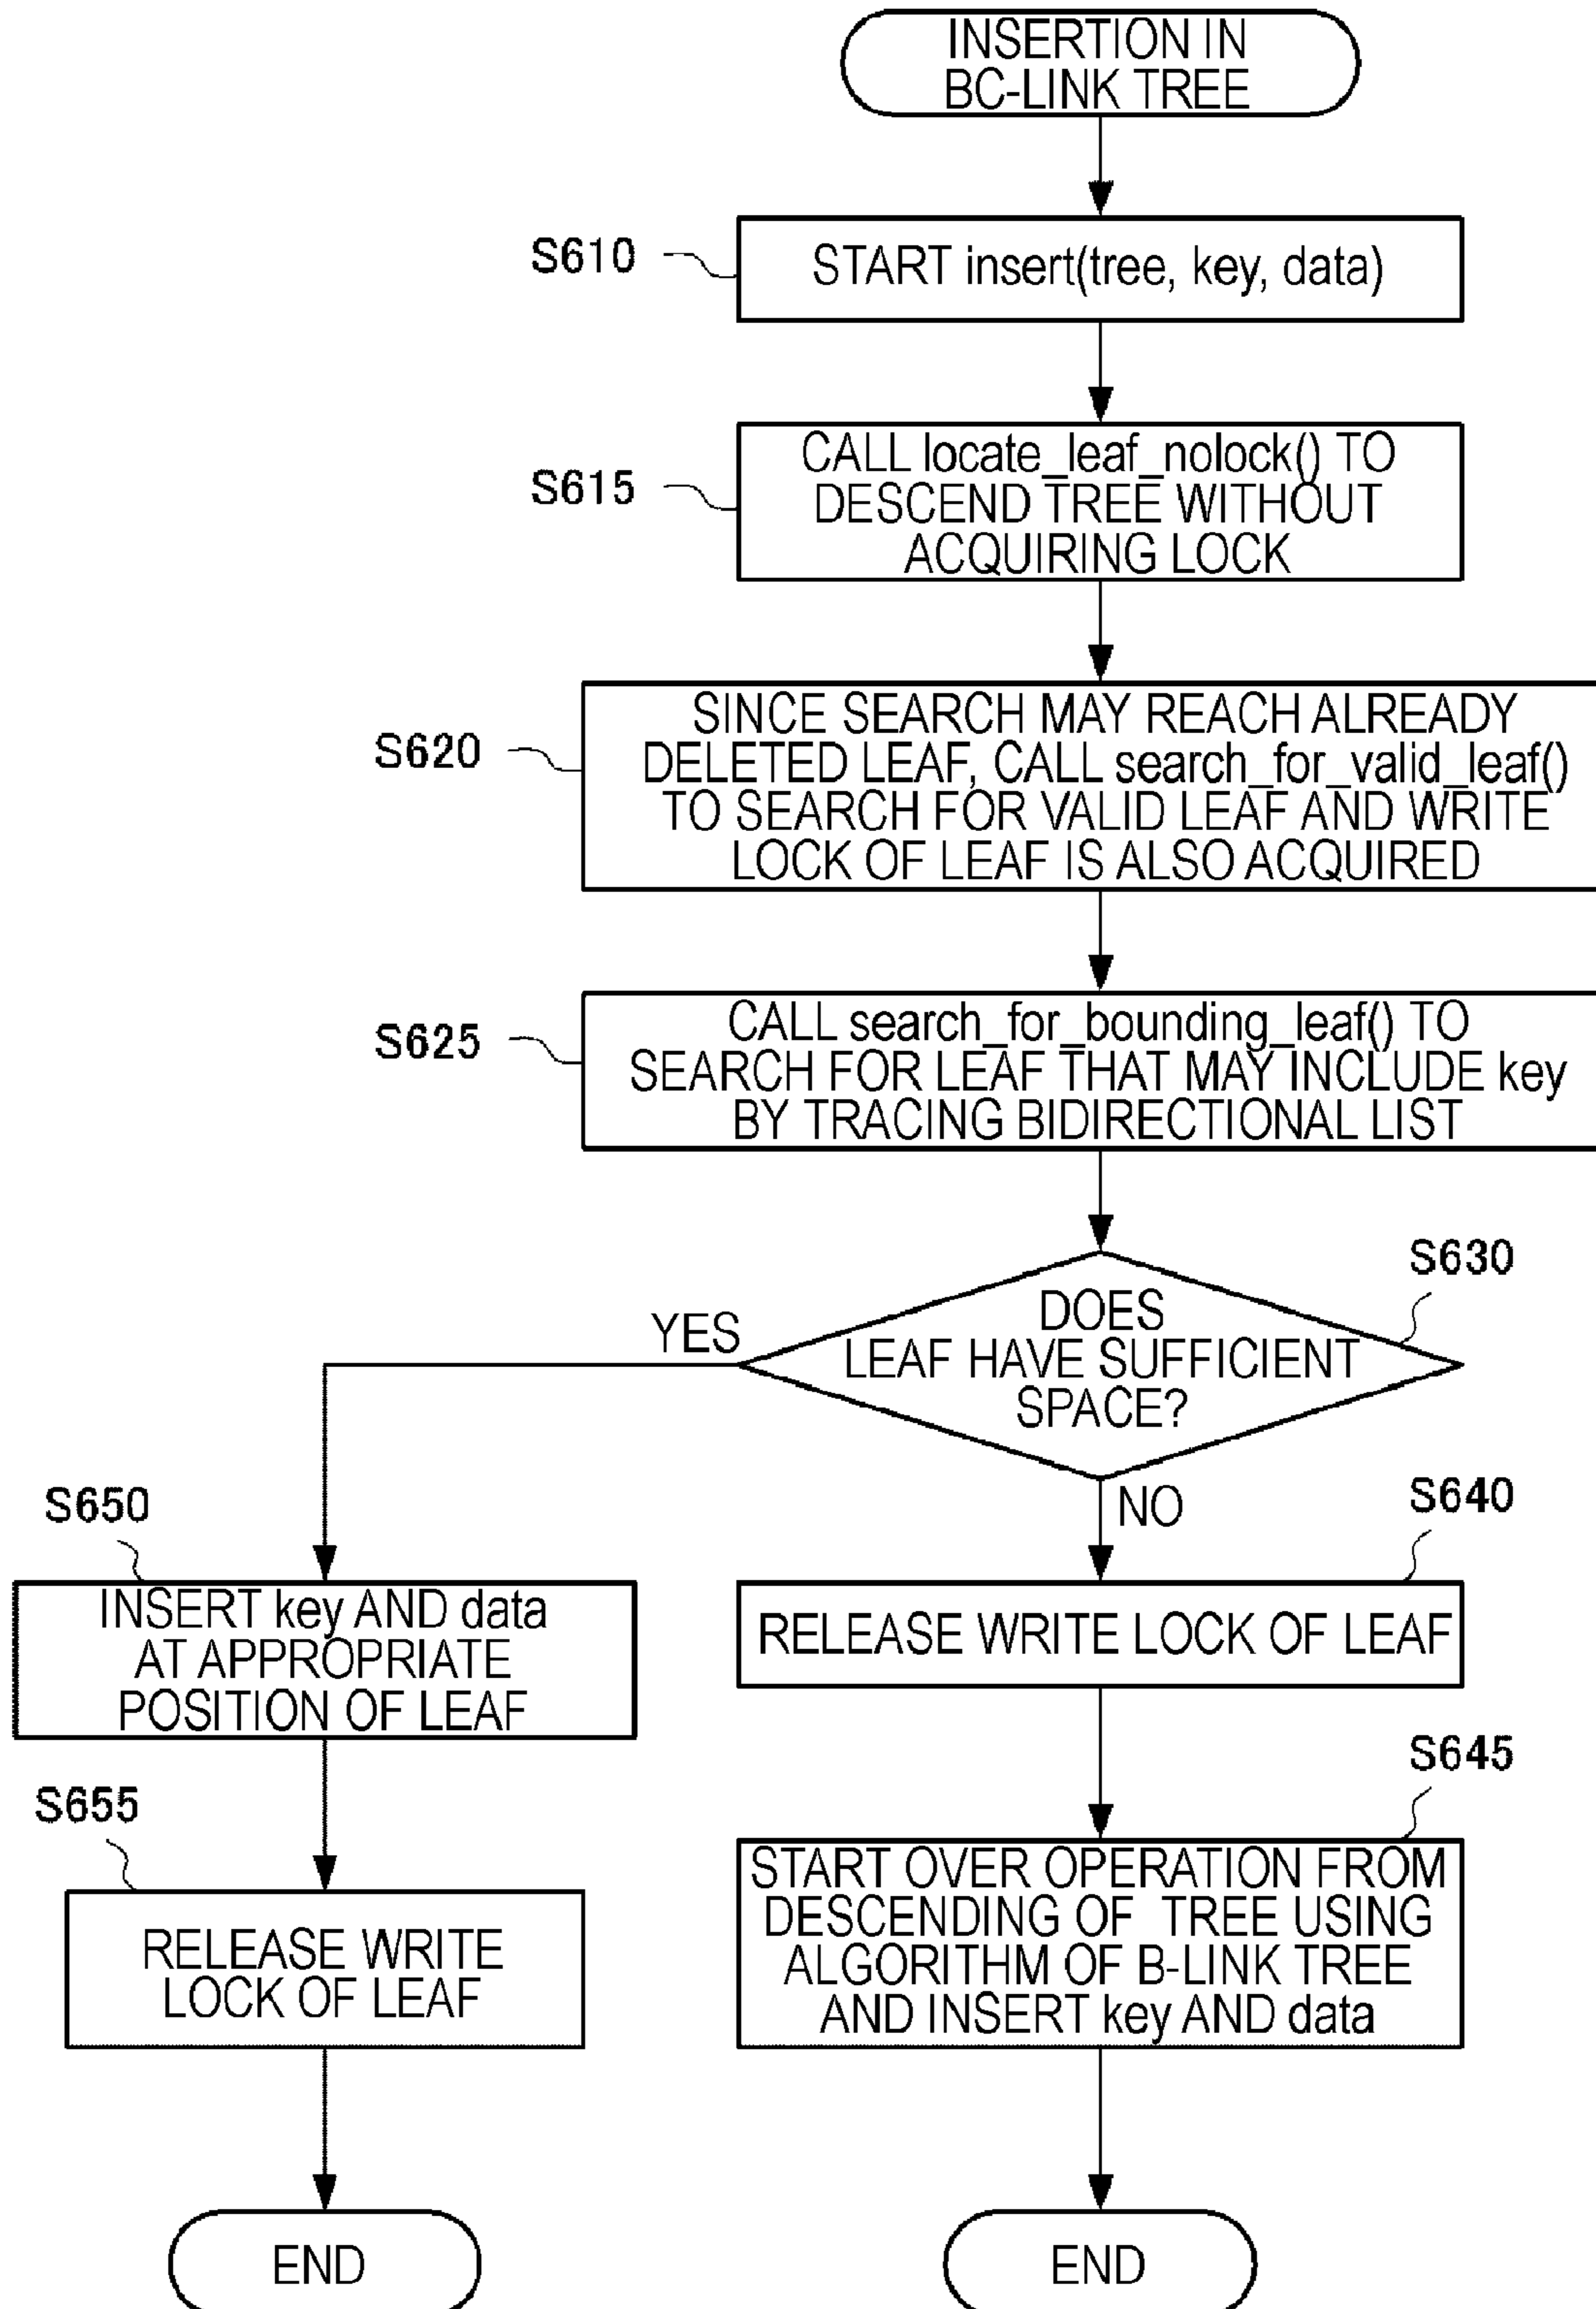 INSERTION IN
BC-LINK TREE
S610
START insert(tree, key, data)
S615
CALL locate_leaf_nolock() TO
DESCEND TREE WITHOUT
ACQUIRING LOCK
S620
SINCE SEARCH MAY REACH ALREADY
DELETED LEAF, CALL search_for_valid_leaf()
TO SEARCH FOR VALID LEAF AND WRITE
LOCK OF LEAF IS ALSO ACQUIRED
S625
CALL search_for_bounding_leaf() TO
SEARCH FOR LEAF THAT MAY INCLUDE key
BY TRACING BIDIRECTIONAL LIST
S630
DOES
LEAF HAVE SUFFICIENT
SPACE?
YES
NO
S650
INSERT key AND data
AT APPROPRIATE
POSITION OF LEAF
S655
RELEASE WRITE
LOCK OF LEAF
END
S640
RELEASE WRITE LOCK OF LEAF
S645
START OVER OPERATION FROM
DESCENDING OF TREE USING
ALGORITHM OF B-LINK TREE
AND INSERT key AND data
END